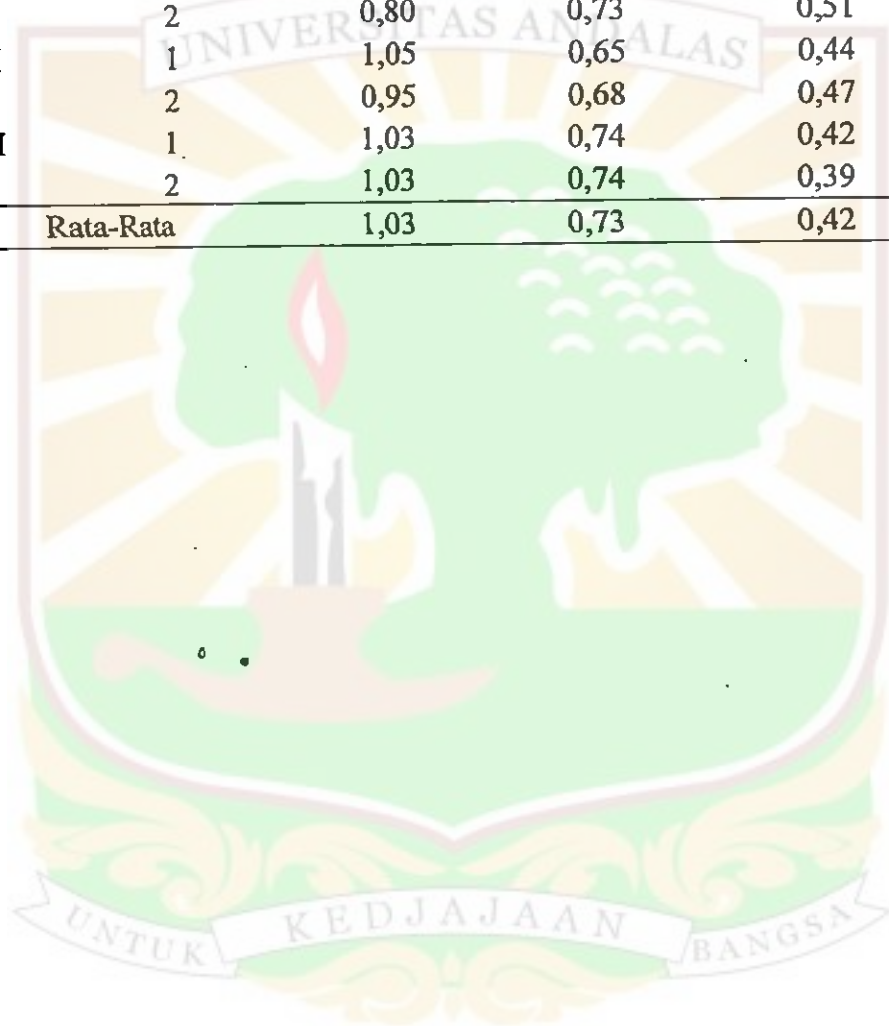 2 0,80 0,73 0,51
UNIVERSITAS ANDALAS
1 1,05 0,65 0,44
2 0,95 0,68 0,47
1 1,03 0,74 0,42
2 1,03 0,74 0,39
Rata-Rata 1,03 0,73 0,42
UNTUK KEDJAJAAN BANGSA